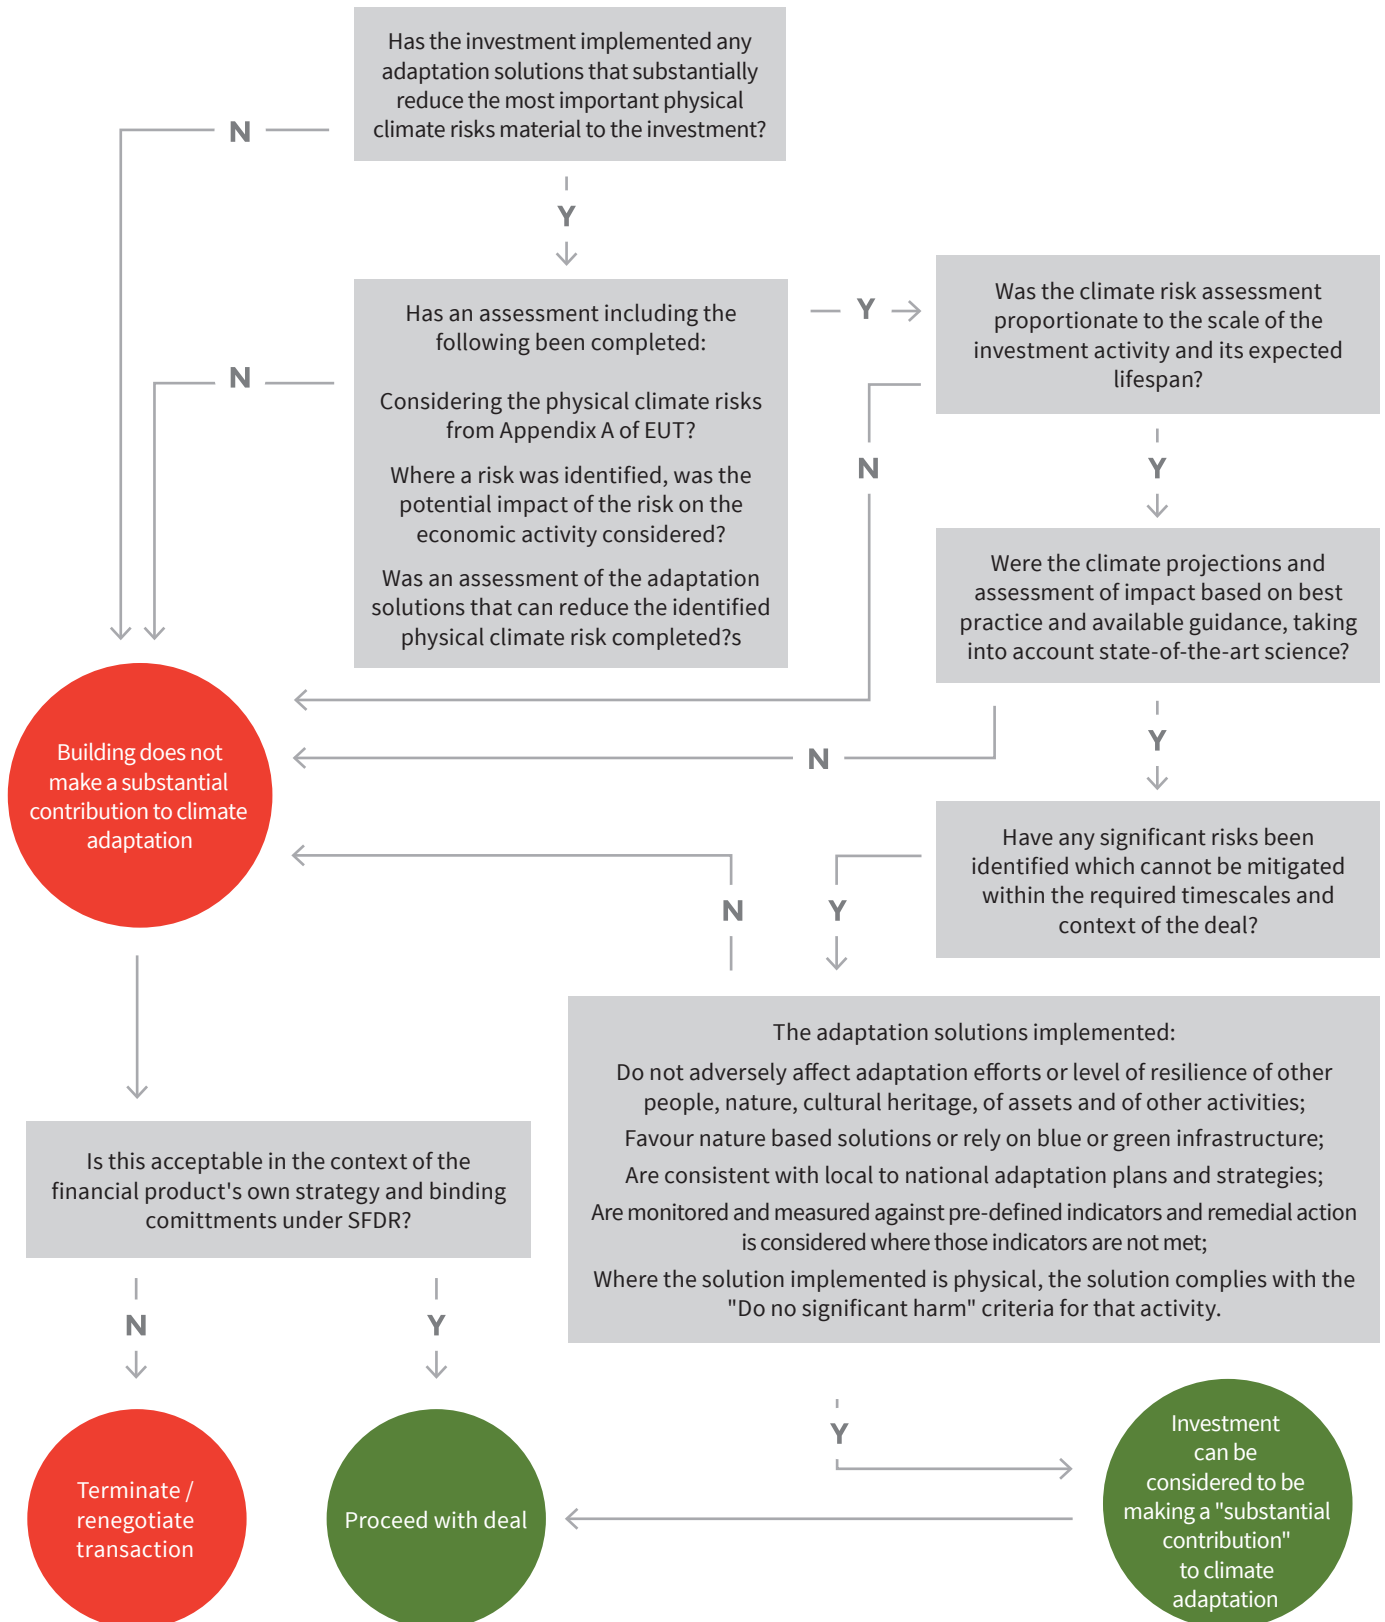 Has the investment implemented any
adaptation solutions that substantially
reduce the most important physical
climate risks material to the investment?
N
Y
Has an assessment including the
following been completed:
Considering the physical climate risks
from Appendix A of EUT?
Where a risk was identified, was the
potential impact of the risk on the
economic activity considered?
Was an assessment of the adaptation
solutions that can reduce the identified
physical climate risk completed?s
N
Y
Was the climate risk assessment
proportionate to the scale of the
investment activity and its expected
lifespan?
N
Y
Were the climate projections and
assessment of impact based on best
practice and available guidance, taking
into account state-of-the-art science?
N
Y
Have any significant risks been
identified which cannot be mitigated
within the required timescales and
context of the deal?
Y
N
Building does not
make a substantial
contribution to climate
adaptation
The adaptation solutions implemented:
Do not adversely affect adaptation efforts or level of resilience of other
people, nature, cultural heritage, of assets and of other activities;
Favour nature based solutions or rely on blue or green infrastructure;
Are consistent with local to national adaptation plans and strategies;
Are monitored and measured against pre-defined indicators and remedial action
is considered where those indicators are not met;
Where the solution implemented is physical, the solution complies with the
"Do no significant harm" criteria for that activity.
Is this acceptable in the context of the
financial product's own strategy and binding
comittments under SFDR?
N
Y
Y
Terminate /
renegotiate
transaction
Proceed with deal
Investment
can be
considered to be
making a "substantial
contribution"
to climate
adaptation